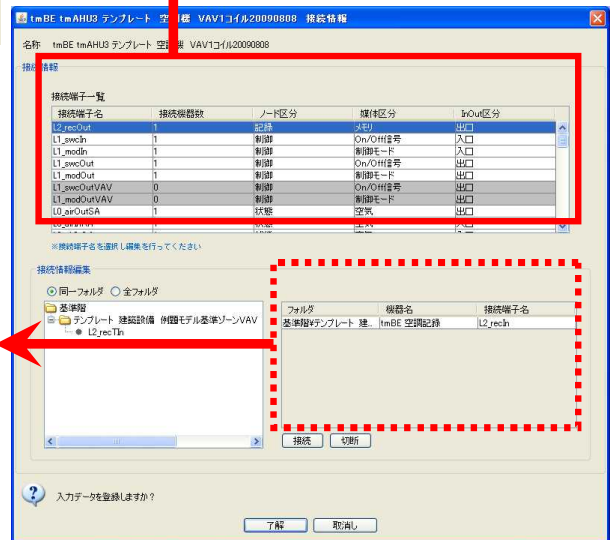 tmBE tmAHU3 テンプレート 空調機 VAV1コイル20090808 接続情報
名称 tmBE tmAHU3 テンプレート 空調機 VAV1コイル20090808
接続情報
接続端子一覧
接続端子名 接続機器数 ノード区分 媒体区分 InOut区分
L2_recOut 1 記録 メモリ 出口
L1_swcIn 1 制御 On/Off信号 入口
L1_modIn 1 制御 制御モード 入口
L1_swcOut 1 制御 On/Off信号 出口
L1_modOut 1 制御 制御モード 出口
L1_swcOutVAV 0 制御 On/Off信号 出口
L1_modOutVAV 0 制御 制御モード 出口
L0_airOutSA 1 状態 空気 出口
1 状態 空気 入口
※接続端子名を選択し編集を行ってください
接続情報編集
同一フォルダ 全フォルダ
基準階
テンプレート 建築設備 例題モデル基準ゾーンVAV
L2_recTIn
フォルダ 機器名 接続端子名
基準階¥テンプレート 建... tmBE 空調記録 L2_recIn
接続 切断
入力データを登録しますか？
了解 取消し